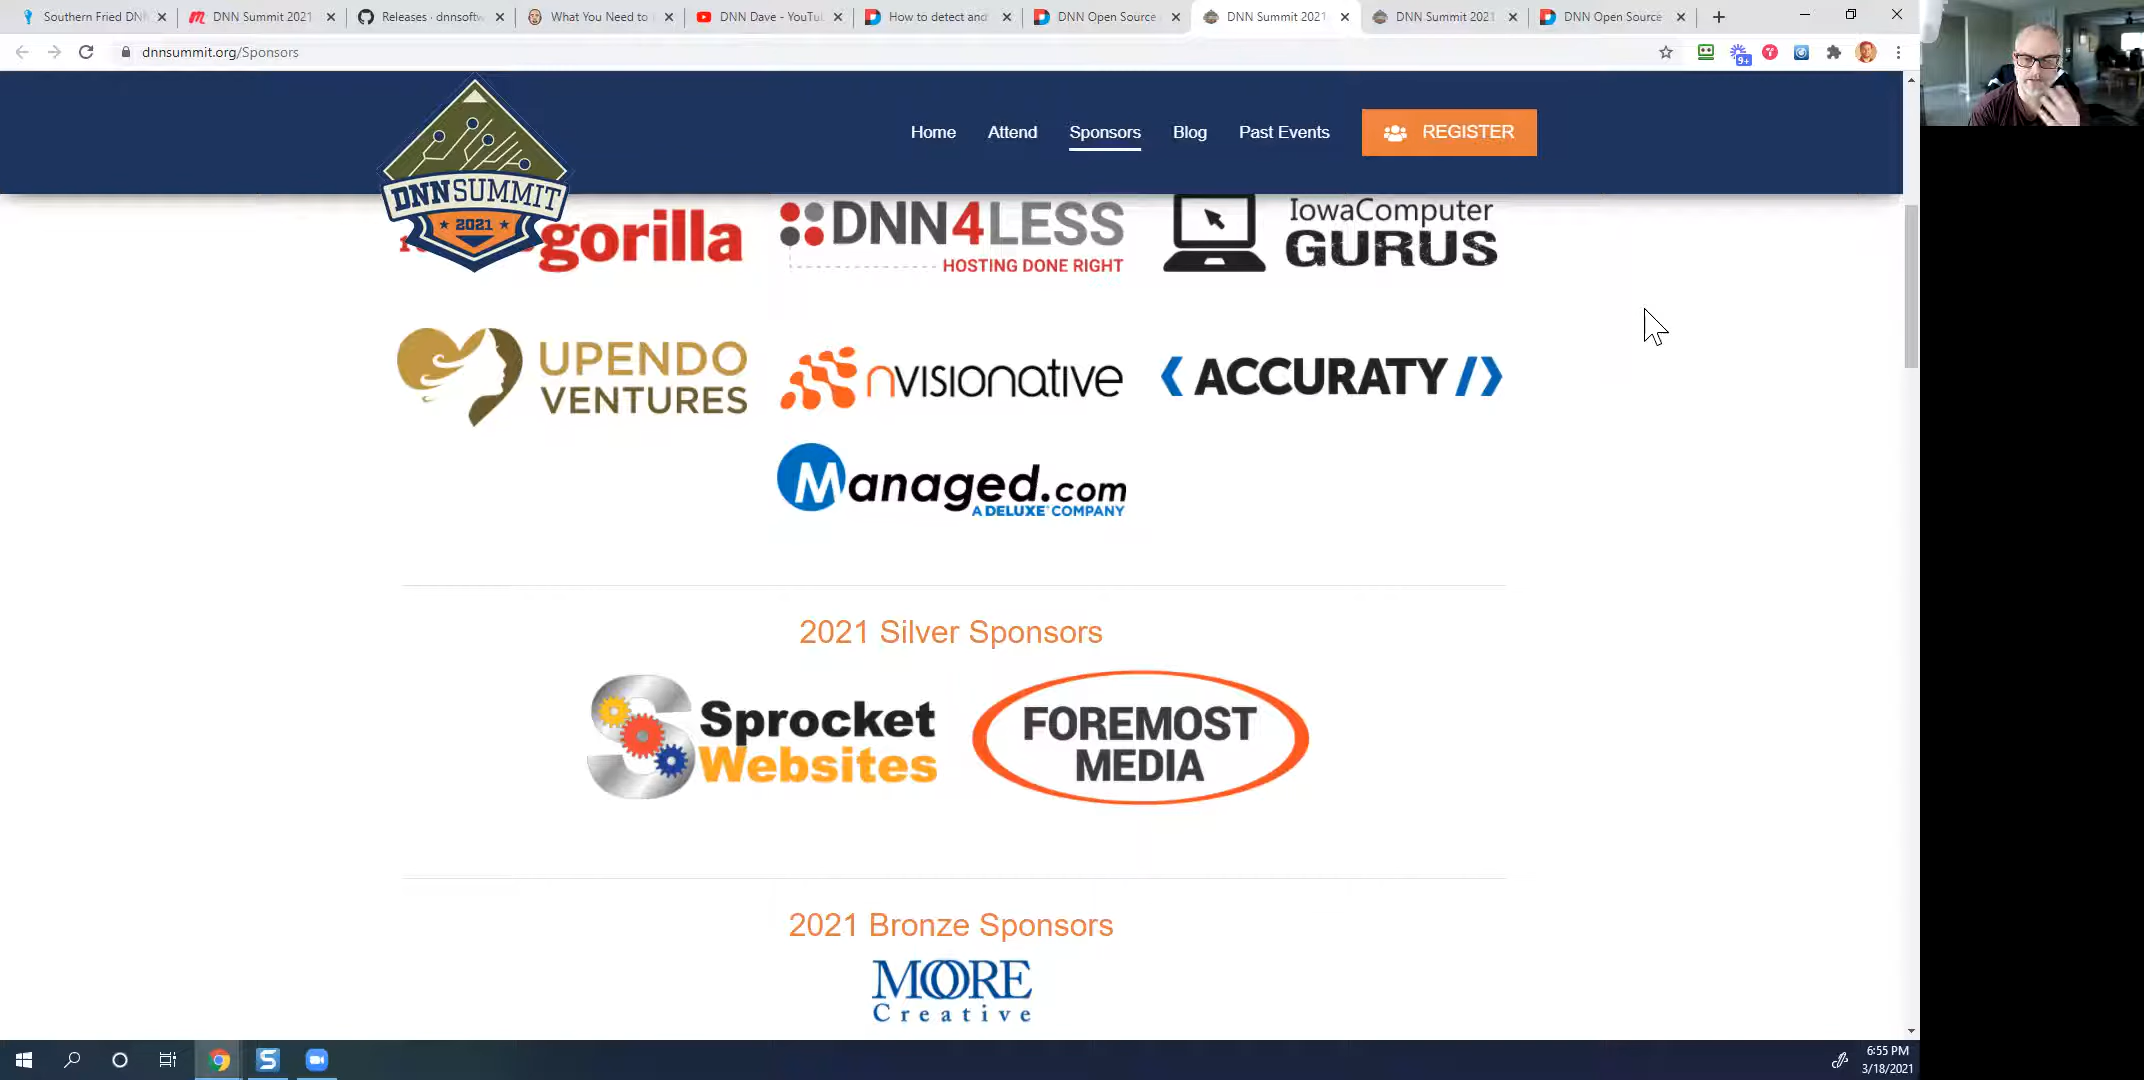 Southern Fried DN
DNN Summit 2021
Releases · dnnsoftw
What You Need to
DNN Dave - YouTu
How to detect and
DNN Open Source
DNN Summit 2021
DNN Summit 2021
DNN Open Source
dnnsummit.org/Sponsors
9+
DNNSUMMIT
2021
Home
Attend
Sponsors
Blog
Past Events
REGISTER
gorilla
DNN4LESS
HOSTING DONE RIGHT
IowaComputer
GURUS
UPENDO
VENTURES
nvisionative
ACCURATY
Managed.com
A DELUXE COMPANY
2021 Silver Sponsors
Sprocket
Websites
FOREMOST
MEDIA
2021 Bronze Sponsors
MOORE
Creative
6:55 PM
3/18/2021